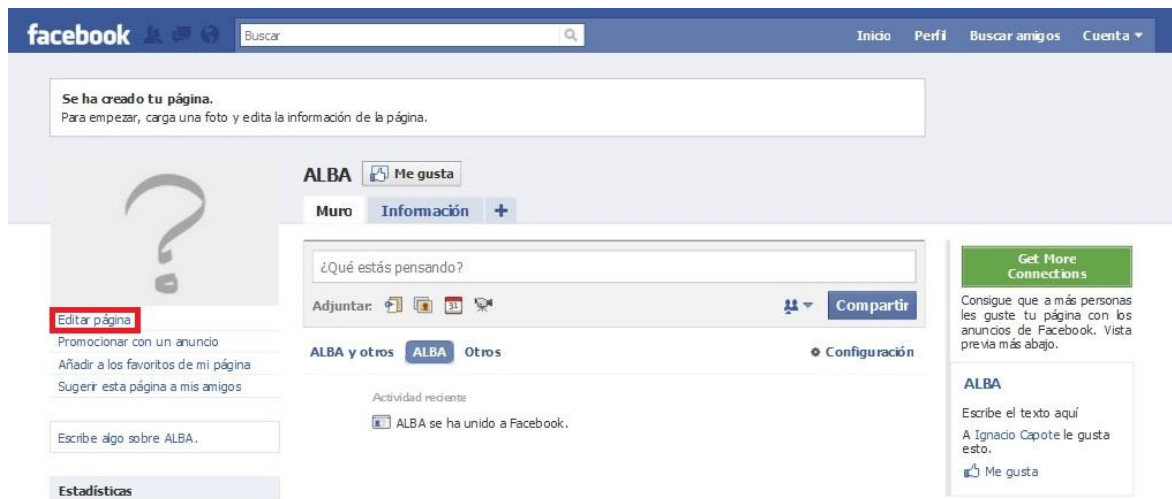 facebook
Buscar
Inicio Perfil Buscar amigos Cuenta
Se ha creado tu página.
Para empezar, carga una foto y edita la información de la página.
ALBA Me gusta
Muro Información +
¿Qué estás pensando?
Adjuntar: 31 Compartir
ALBA y otros ALBA Otros Configuración
Actividad reciente
ALBA se ha unido a Facebook.
Editar página
Promocionar con un anuncio
Añadir a los favoritos de mi página
Sugerir esta página a mis amigos
Escribe algo sobre ALBA.
Estadísticas
Get More
Connections
Consigue que a más personas
les guste tu página con los
anuncios de Facebook. Vista
previa más abajo.
ALBA
Escribe el texto aquí
A Ignacio Capote le gusta
esto.
Me gusta